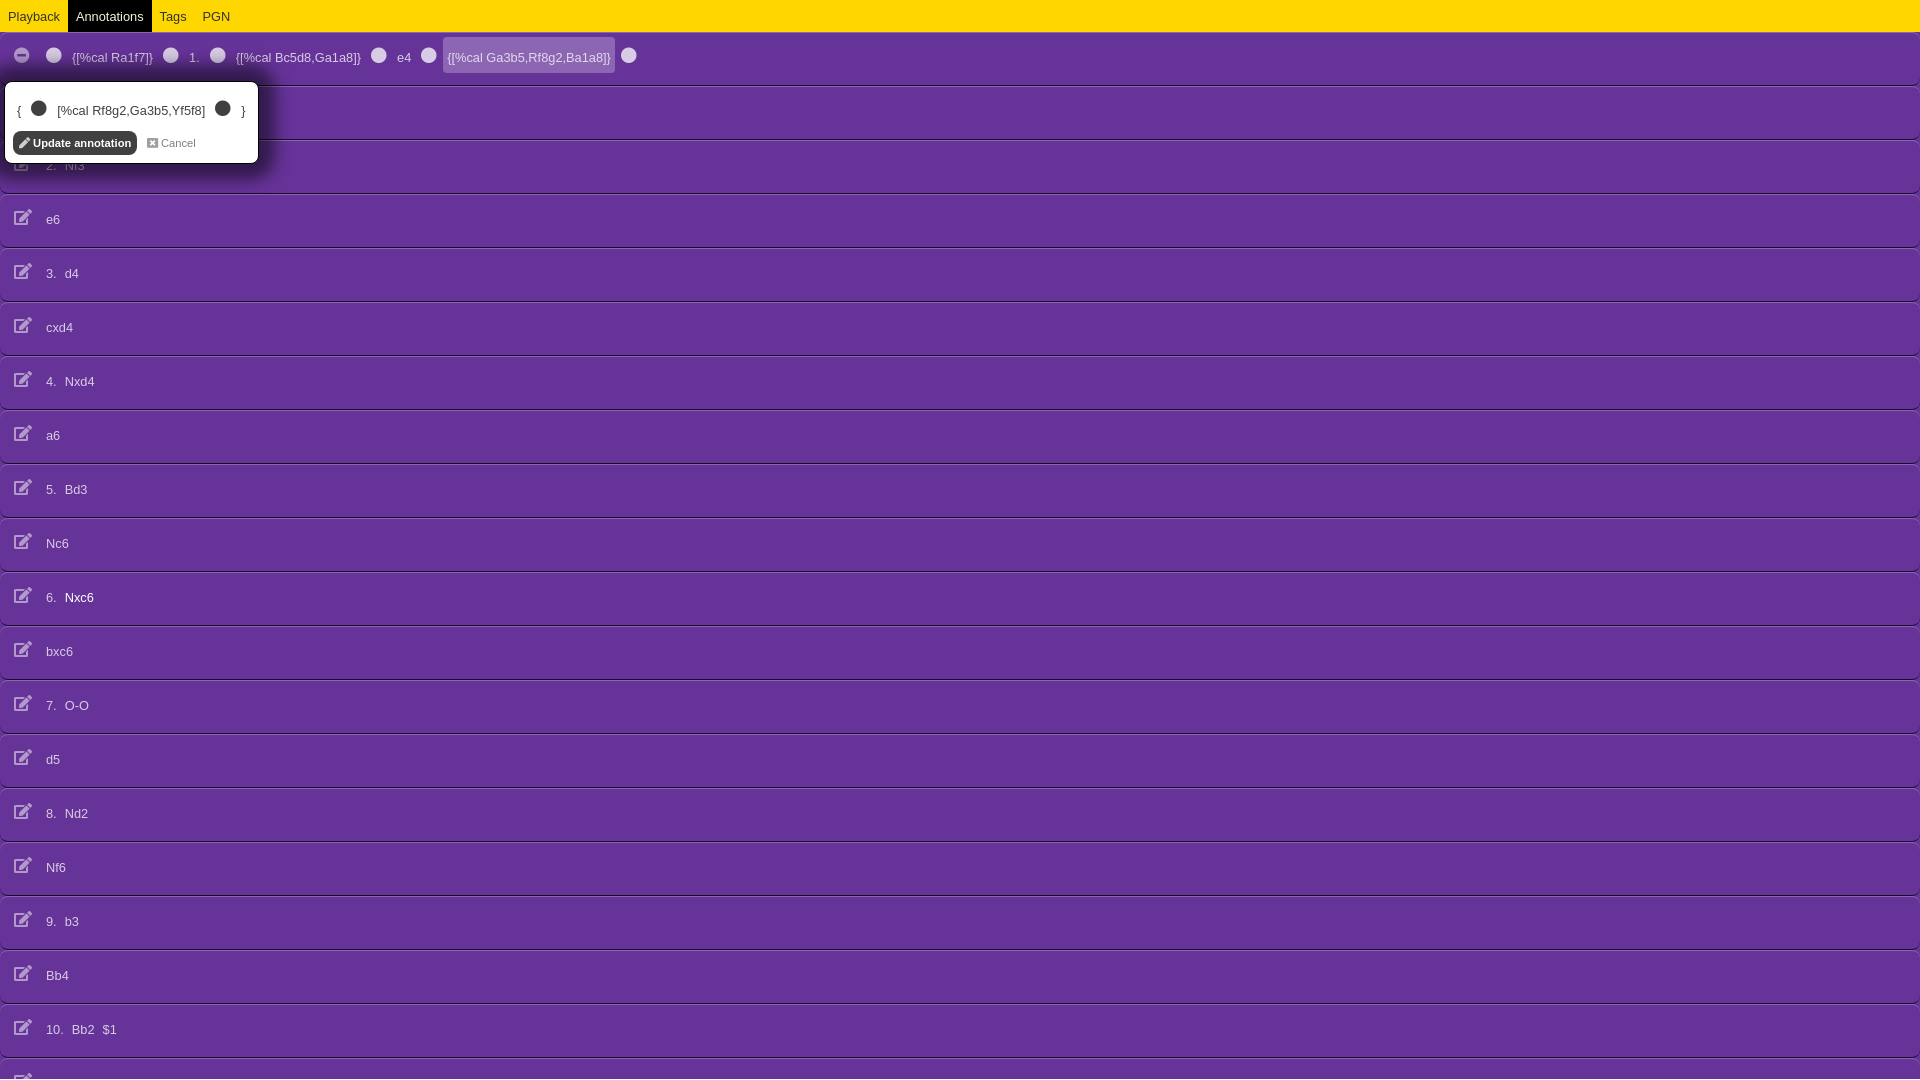 Playback Annotations Tags PGN
{[%cal Ra1f7]} 1. {[%cal Bc5d8,Ga1a8]} e4 {[%cal Ga3b5,Rf8g2,Ba1a8]}
{ [%cal Rf8g2,Ga3b5,Yf5f8] }
Update annotation Cancel
2. Nf3
e6
3. d4
cxd4
4. Nxd4
a6
5. Bd3
Nc6
6. Nxc6
bxc6
7. O-O
d5
8. Nd2
Nf6
9. b3
Bb4
10. Bb2 $1